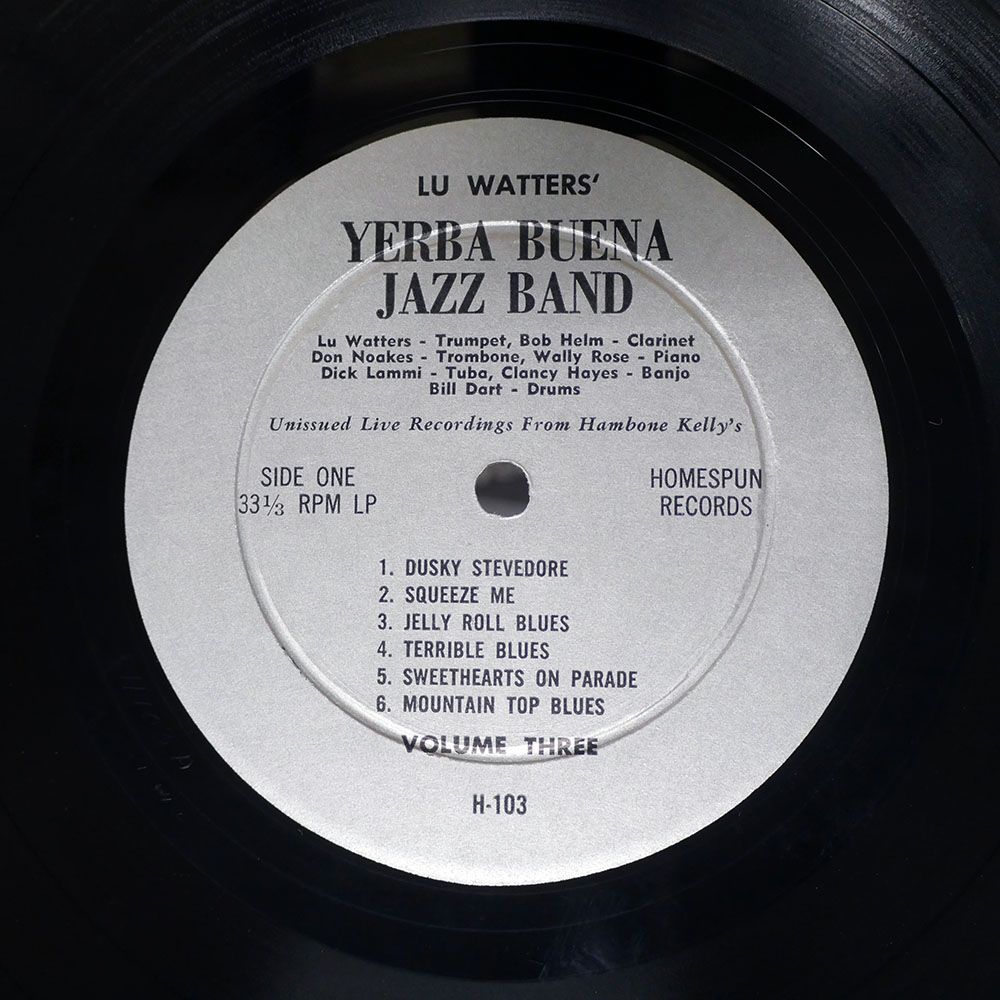 LU WATTERS'
YERBA BUENA
JAZZ BAND
Lu Watters - Trumpet, Bob Helm - Clarinet
Don Noakes - Trombone, Wally Rose - Piano
Dick Lammi - Tuba, Clancy Hayes - Banjo
Bill Dart - Drums
Unissued Live Recordings From Hambone Kelly's
SIDE ONE
33⅓ RPM LP
HOMESPUN
RECORDS
1. DUSKY STEVEDORE
2. SQUEEZE ME
3. JELLY ROLL BLUES
4. TERRIBLE BLUES
5. SWEETHEARTS ON PARADE
6. MOUNTAIN TOP BLUES
VOLUME THREE
H-103